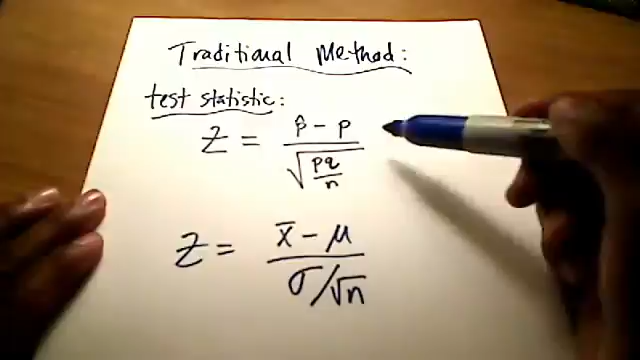 Traditional Method:
test statistic:
Z = p̂ - p / √(pq/n)
Z = x̄ - μ / σ/√n